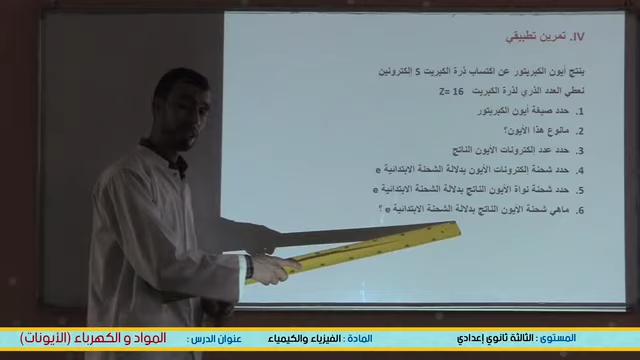 IV. تمرين تطبيقي
ينتج أيون الكبريتور عن اكتساب ذرة الكبريت S إلكترونين
نعطي العدد الذري لذرة الكبريت Z= 16
1. حدد صيغة أيون الكبريتور
2. مانوع هذا الأيون؟
3. حدد عدد إلكترونات الأيون الناتج
4. حدد شحنة إلكترونات الأيون بدلالة الشحنة الابتدائية e
5. حدد شحنة نواة الأيون الناتج بدلالة الشحنة الابتدائية e
6. ماهي شحنة الأيون الناتج بدلالة الشحنة الابتدائية e ؟
المستوى : الثالثة ثانوي إعدادي المادة : الفيزياء والكيمياء عنوان الدرس : المواد و الكهرباء (الأيونات)